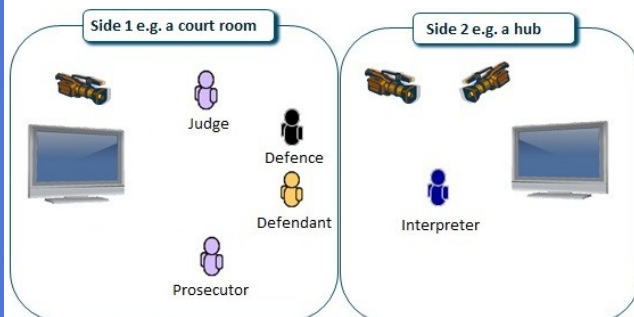 Side 1 e.g. a court room
Side 2 e.g. a hub
Judge
Defence
Defendant
Interpreter
Prosecutor